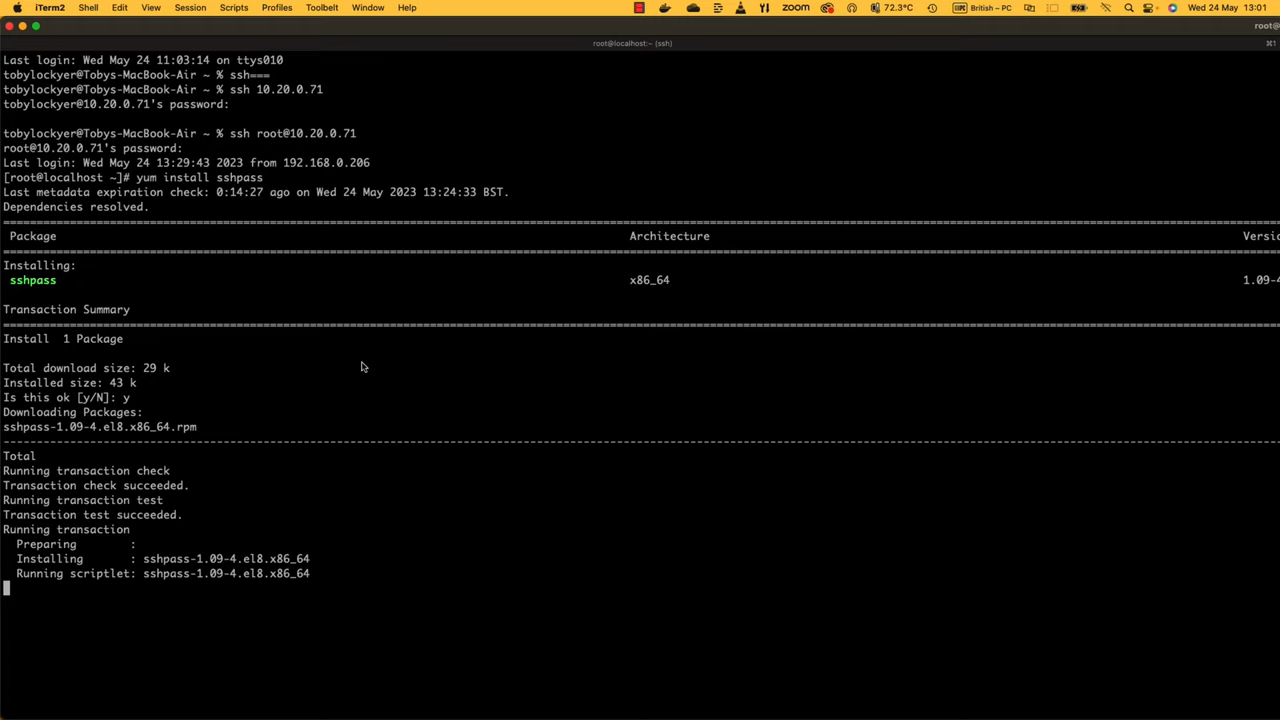 iTerm2 Shell Edit View Session Scripts Profiles Toolbelt Window Help zoom 72.3°C British – PC Wed 24 May 13:01
root@
root@localhost:~ (ssh) ⌘1
Last login: Wed May 24 11:03:14 on ttys010
tobylockyer@Tobys-MacBook-Air ~ % ssh===
tobylockyer@Tobys-MacBook-Air ~ % ssh 10.20.0.71
tobylockyer@10.20.0.71's password:
tobylockyer@Tobys-MacBook-Air ~ % ssh root@10.20.0.71
root@10.20.0.71's password:
Last login: Wed May 24 13:29:43 2023 from 192.168.0.206
[root@localhost ~]# yum install sshpass
Last metadata expiration check: 0:14:27 ago on Wed 24 May 2023 13:24:33 BST.
Dependencies resolved.
Package Architecture Versio
Installing:
sshpass x86_64 1.09-4
Transaction Summary
Install 1 Package
Total download size: 29 k
Installed size: 43 k
Is this ok [y/N]: y
Downloading Packages:
sshpass-1.09-4.el8.x86_64.rpm
Total
Running transaction check
Transaction check succeeded.
Running transaction test
Transaction test succeeded.
Running transaction
Preparing :
Installing : sshpass-1.09-4.el8.x86_64
Running scriptlet: sshpass-1.09-4.el8.x86_64